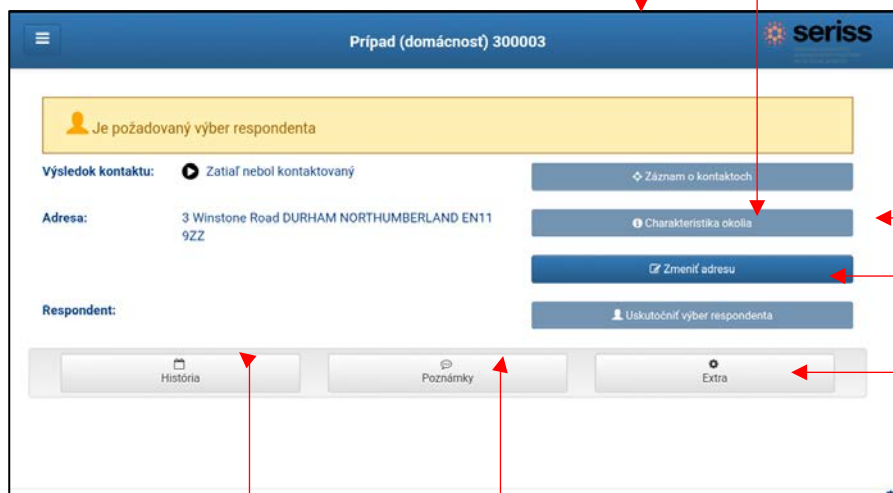 Prípad (domácnosť) 300003
seriss
Je požadovaný výber respondenta
Výsledok kontaktu:
Zatiaľ nebol kontaktovaný
Záznam o kontaktoch
Adresa:
3 Winstone Road DURHAM NORTHUMBERLAND EN11
9ZZ
Charakteristika okolia
Zmeniť adresu
Respondent:
Uskutočniť výber respondenta
História
Poznámky
Extra